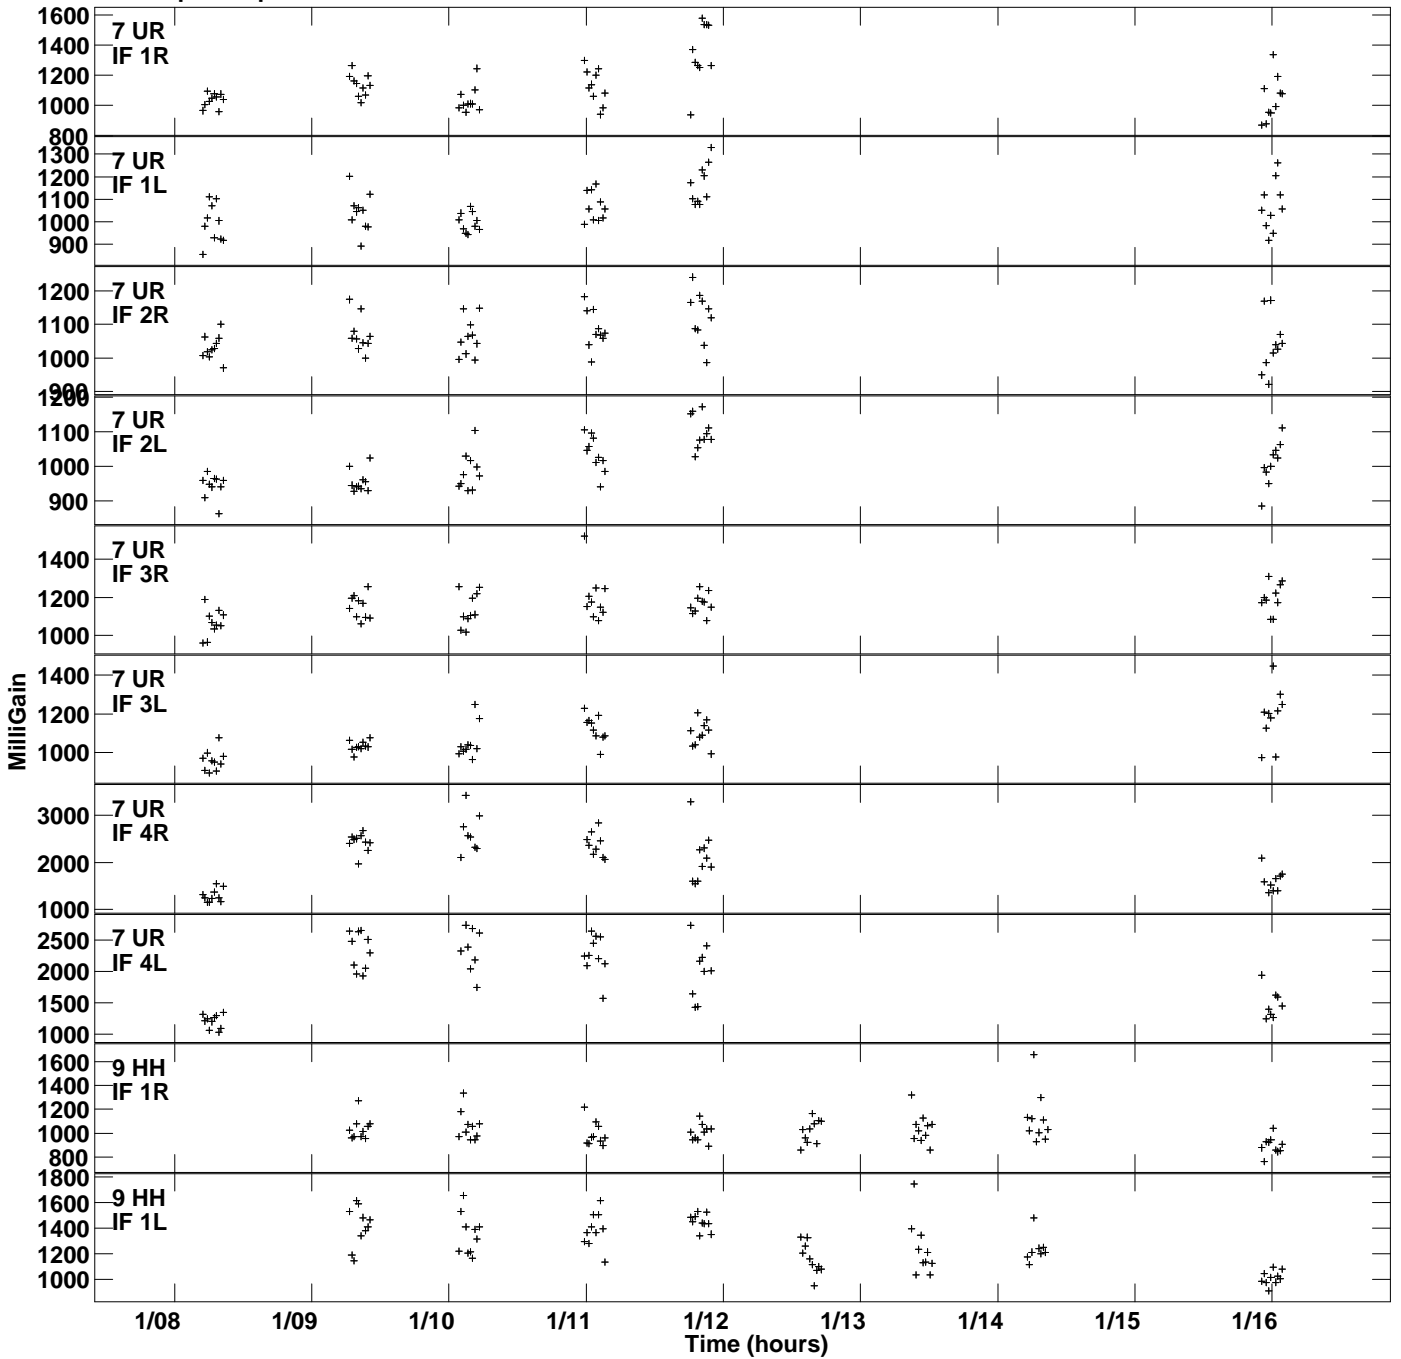 1600
1400
1200
1000
800
7 UR
IF 1R
1300
1200
1100
1000
900
7 UR
IF 1L
1200
1100
1000
900
7 UR
IF 2R
1200
1100
1000
900
7 UR
IF 2L
1400
1200
1000
7 UR
IF 3R
1400
1200
1000
7 UR
IF 3L
3000
2000
1000
7 UR
IF 4R
2500
2000
1500
1000
7 UR
IF 4L
1600
1400
1200
1000
800
9 HH
IF 1R
1800
1600
1400
1200
1000
9 HH
IF 1L
MilliGain
1/08 1/09 1/10 1/11 1/12 1/13 1/14 1/15 1/16
Time (hours)